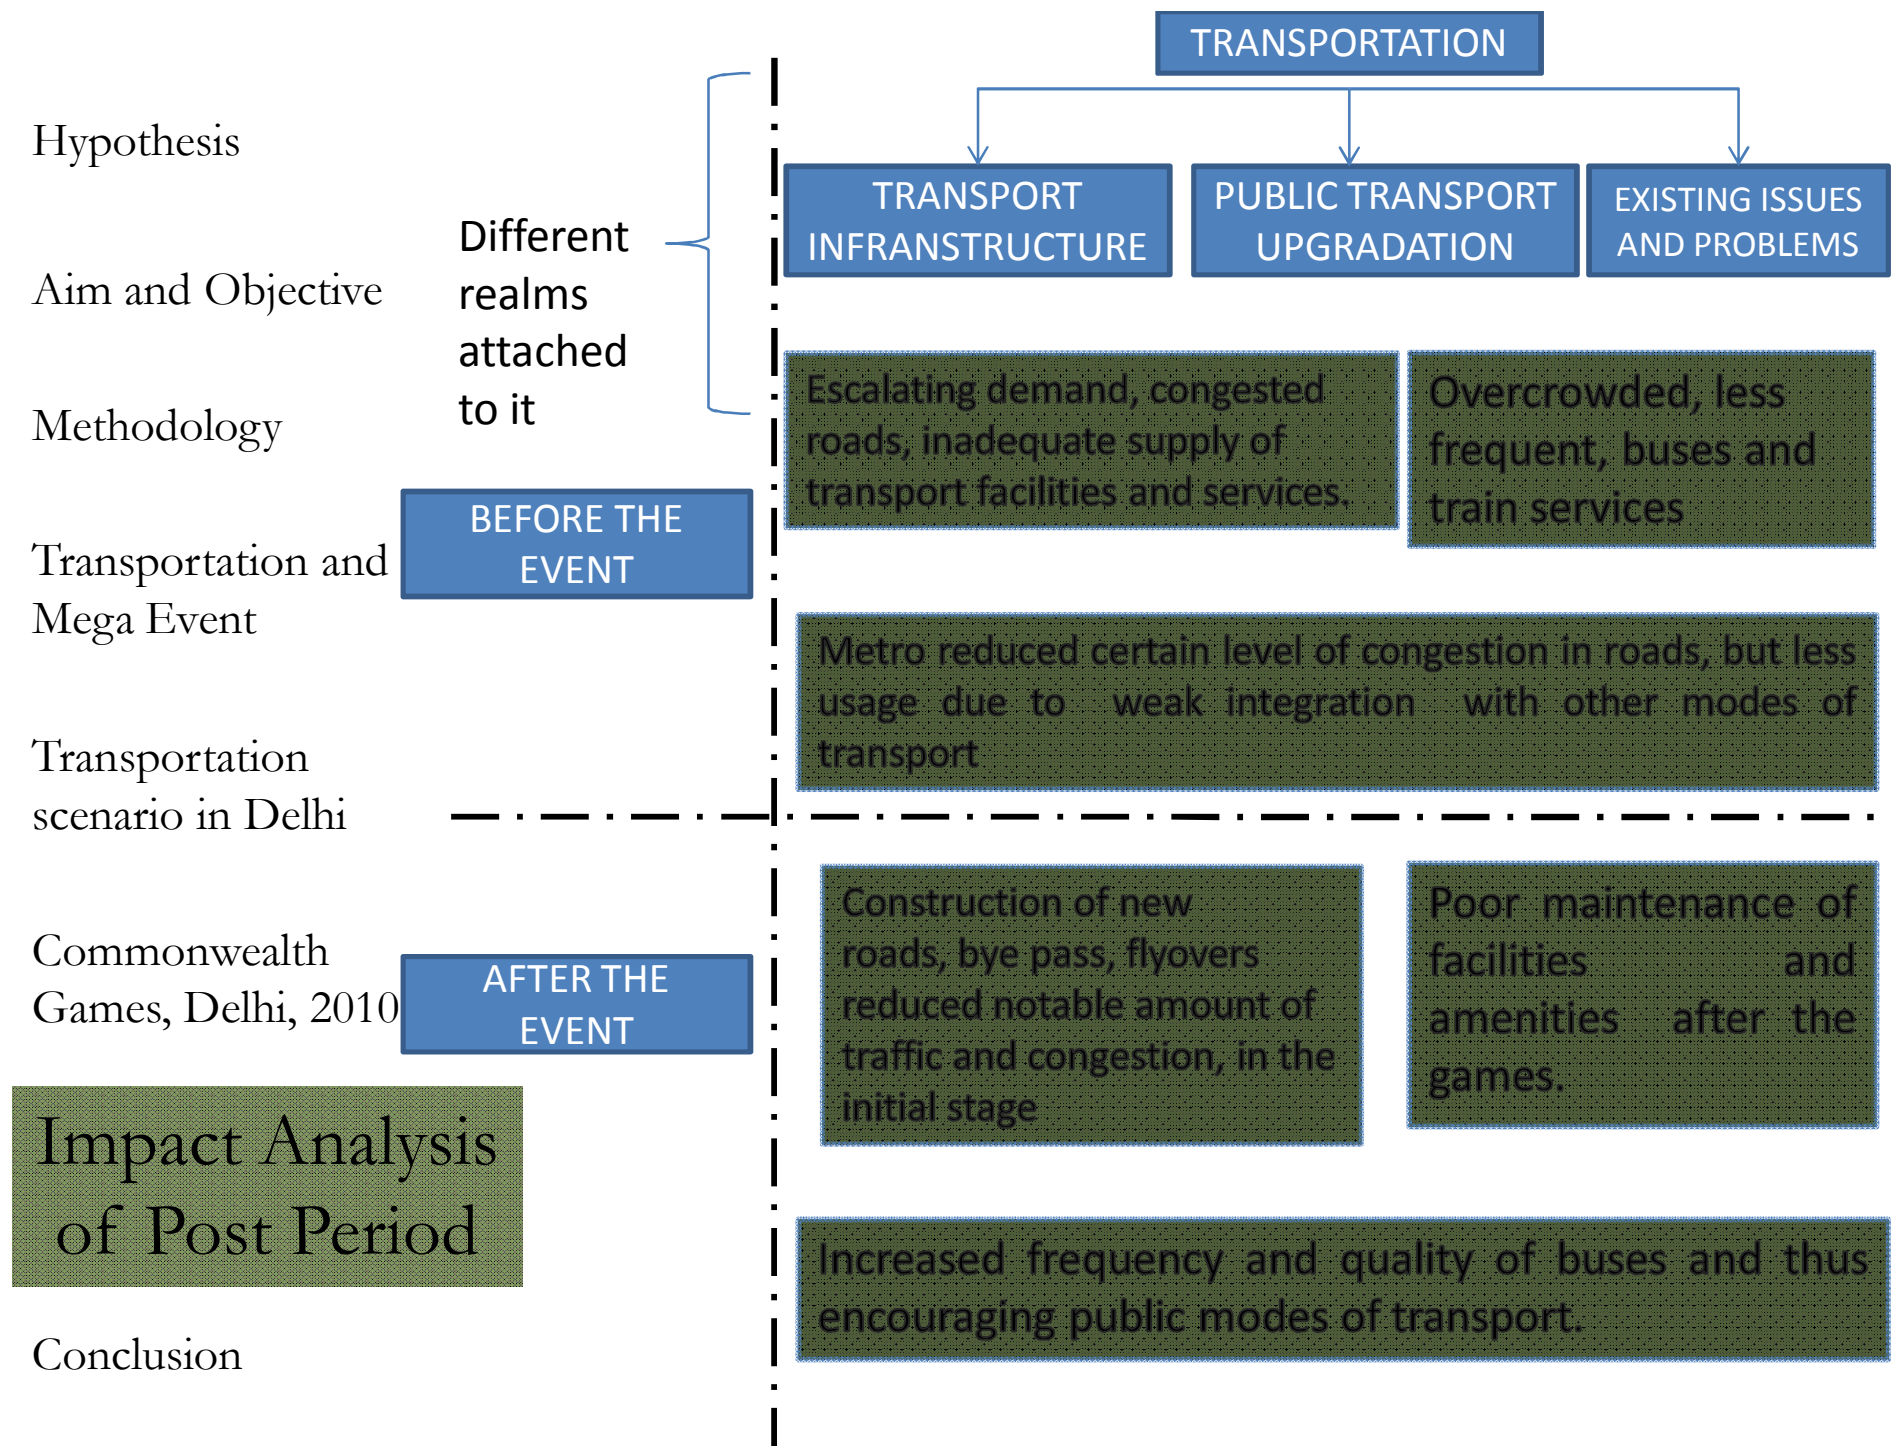 Hypothesis
Aim and Objective
Methodology
Transportation and
Mega Event
Transportation
scenario in Delhi
Commonwealth
Games, Delhi, 2010
Impact Analysis
of Post Period
Conclusion
Different
realms
attached
to it
TRANSPORTATION
TRANSPORT
INFRANSTRUCTURE
PUBLIC TRANSPORT
UPGRADATION
EXISTING ISSUES
AND PROBLEMS
BEFORE THE
EVENT
Escalating demand, congested
roads, inadequate supply of
transport facilities and services.
Overcrowded, less
frequent, buses and
train services
Metro reduced certain level of congestion in roads, but less
usage due to weak integration with other modes of
transport
AFTER THE
EVENT
Construction of new
roads, bye pass, flyovers
reduced notable amount of
traffic and congestion, in the
initial stage
Poor maintenance of
facilities and
amenities after the
games.
Increased frequency and quality of buses and thus
encouraging public modes of transport.